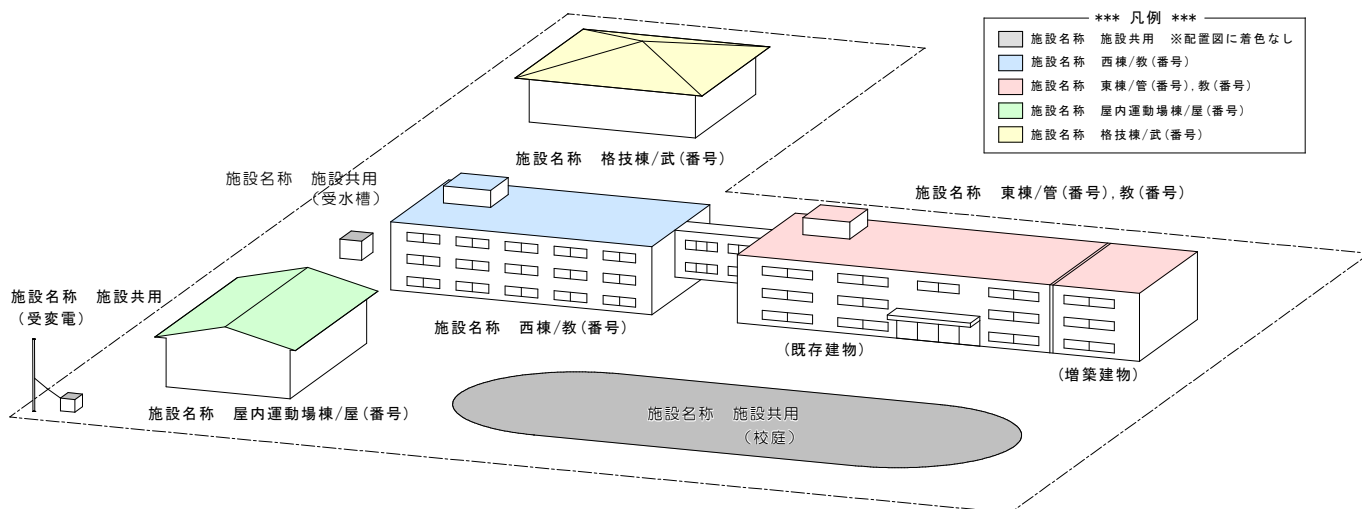 *** 凡例 ***
施設名称 施設共用 ※配置図に着色なし
施設名称 西棟/教(番号)
施設名称 東棟/管(番号),教(番号)
施設名称 屋内運動場棟/屋(番号)
施設名称 格技棟/武(番号)
施設名称 格技棟/武(番号)
施設名称 施設共用
(受水槽)
施設名称 東棟/管(番号),教(番号)
施設名称 施設共用
(受変電)
施設名称 西棟/教(番号)
(既存建物)
(増築建物)
施設名称 屋内運動場棟/屋(番号)
施設名称 施設共用
(校庭)